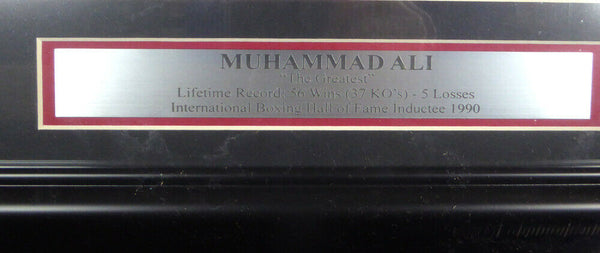 MUHAMMAD ALI
"The Greatest"
Lifetime Record: 56 Wins (37 KO's) - 5 Losses
International Boxing Hall of Fame Inductee 1990